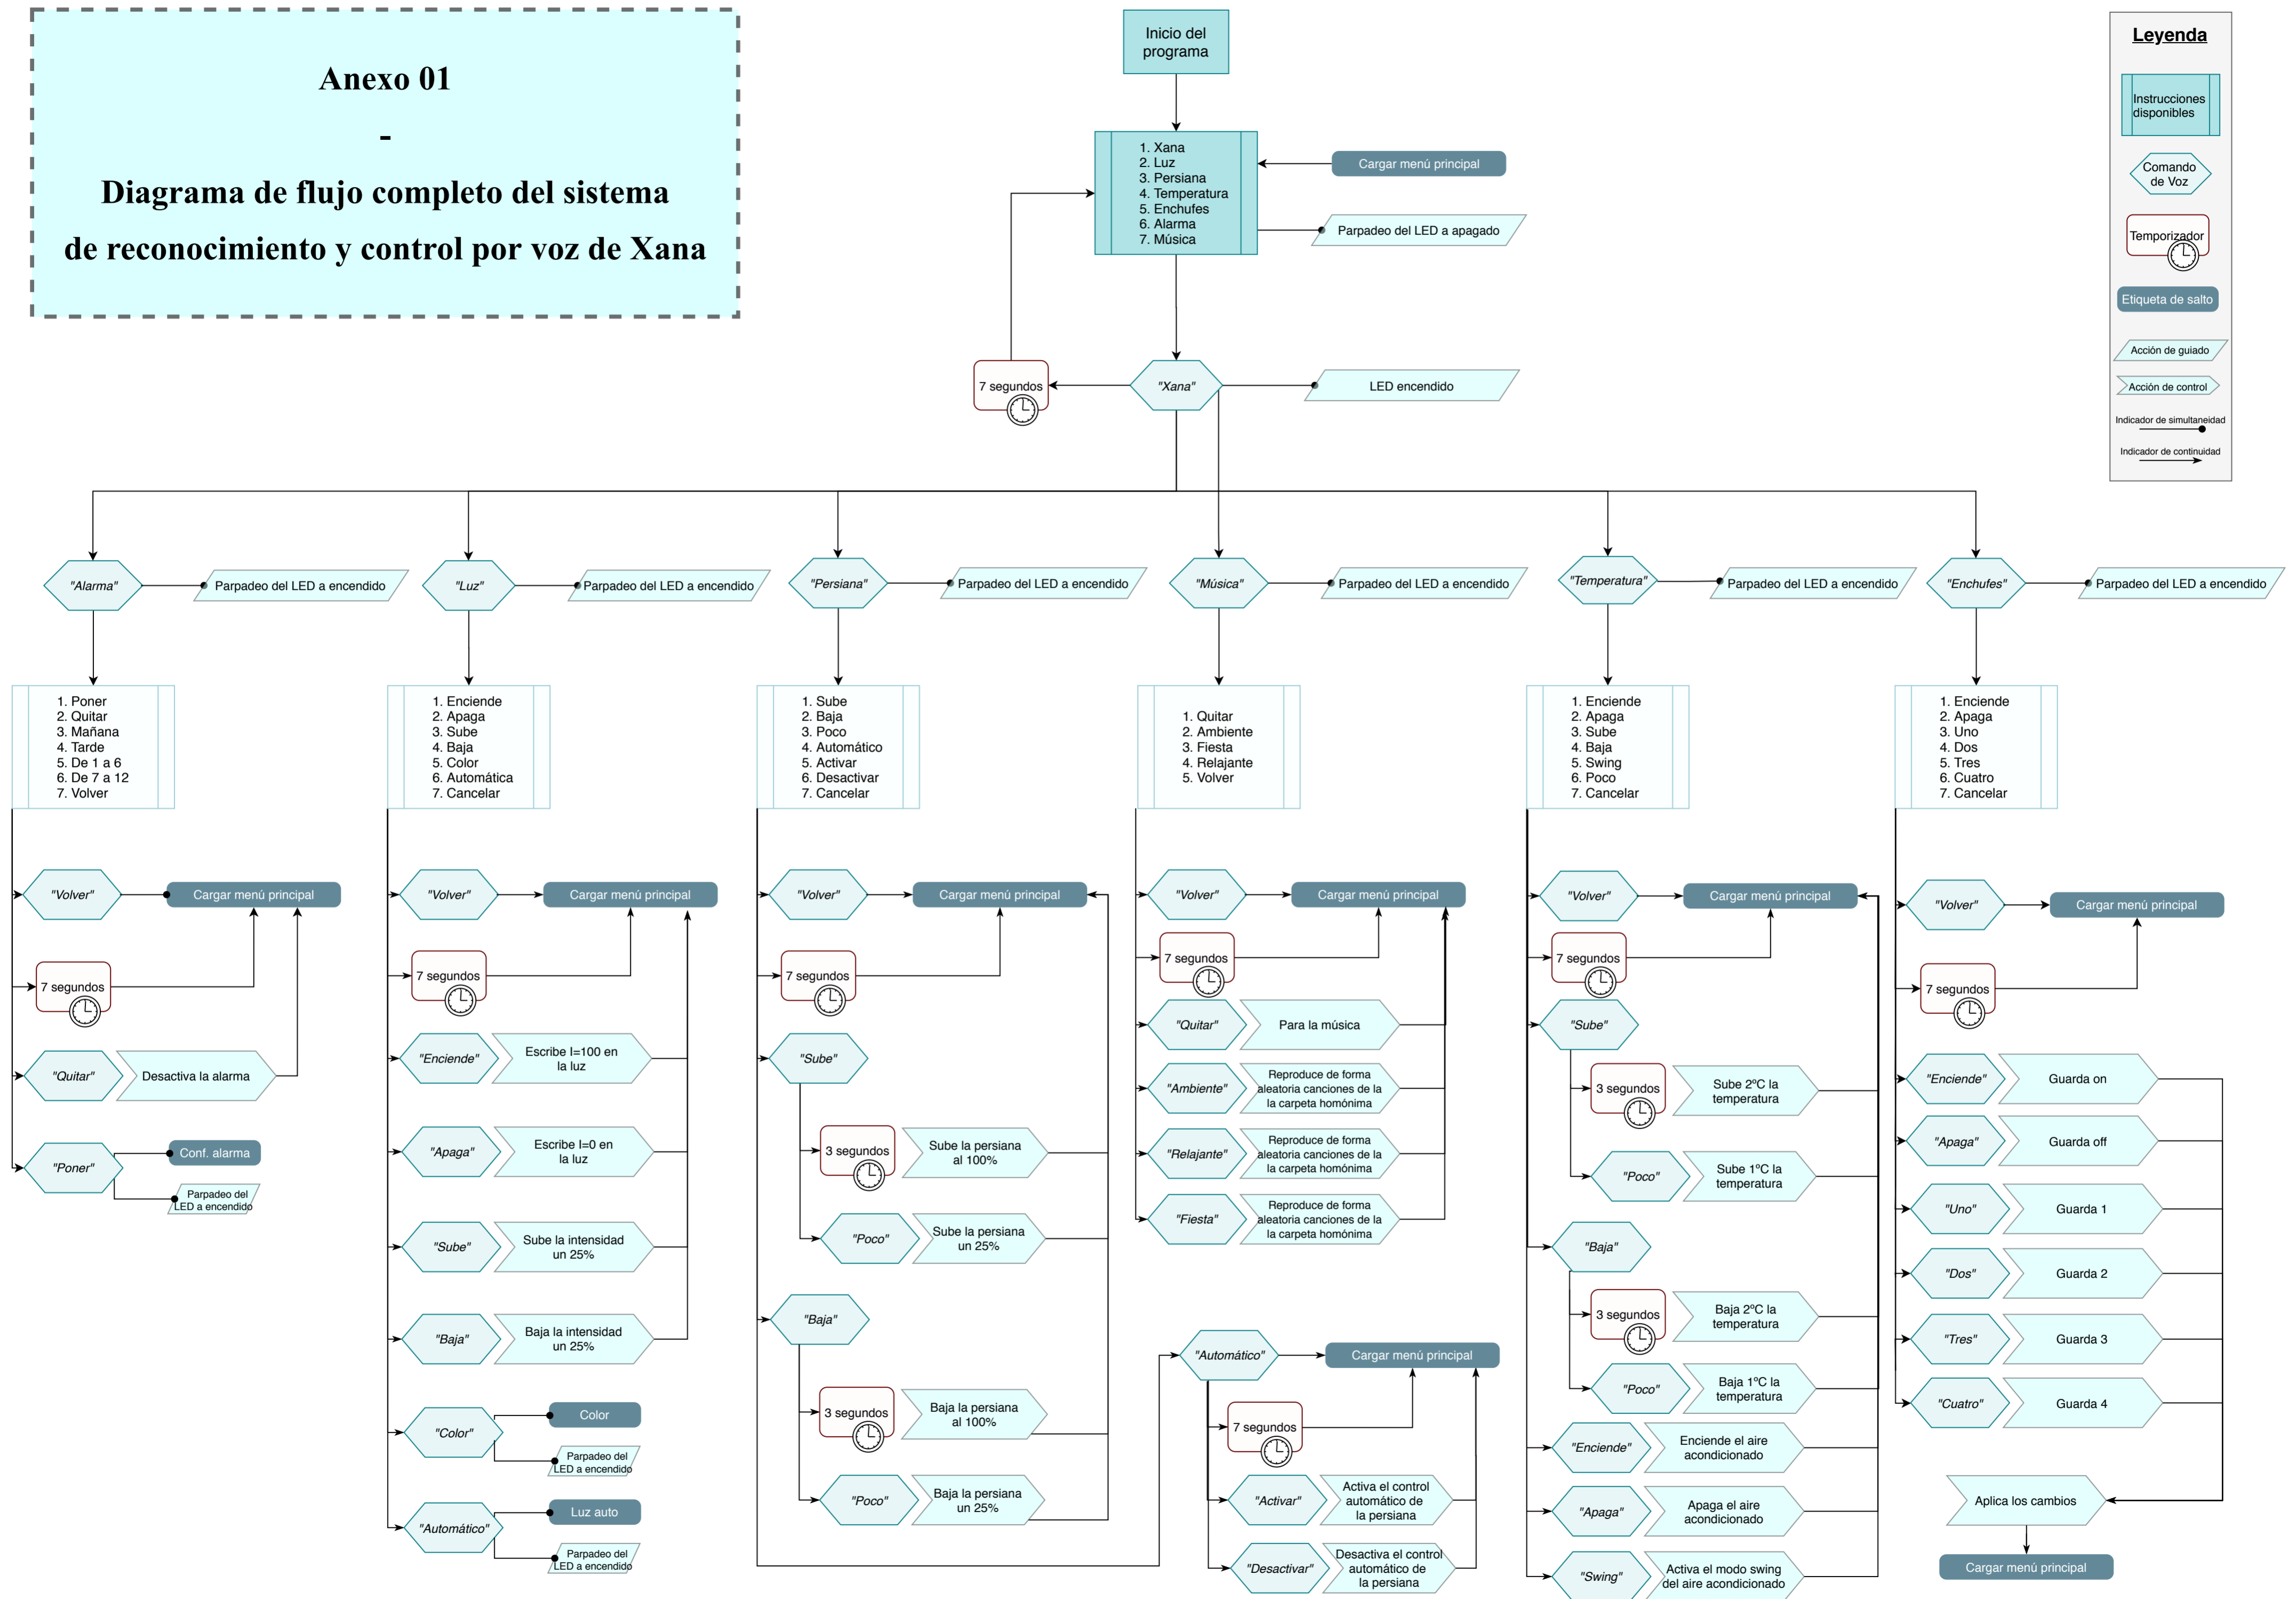 Anexo 01
-
Diagrama de flujo completo del sistema
de reconocimiento y control por voz de Xana
Inicio del
programa
1. Xana
2. Luz
3. Persiana
4. Temperatura
5. Enchufes
6. Alarma
7. Música
Cargar menú principal
Parpadeo del LED a apagado
7 segundos
"Xana"
LED encendido
Leyenda
Instrucciones
disponibles
Comando
de Voz
Temporizador
Etiqueta de salto
Acción de guiado
Acción de control
Indicador de simultaneidad
Indicador de continuidad
"Alarma"
Parpadeo del LED a encendido
1. Poner
2. Quitar
3. Mañana
4. Tarde
5. De 1 a 6
6. De 7 a 12
7. Volver
"Volver"
Cargar menú principal
7 segundos
"Quitar"
Desactiva la alarma
"Poner"
Conf. alarma
Parpadeo del
LED a encendido
"Luz"
Parpadeo del LED a encendido
1. Enciende
2. Apaga
3. Sube
4. Baja
5. Color
6. Automática
7. Cancelar
"Volver"
Cargar menú principal
7 segundos
"Enciende"
Escribe I=100 en
la luz
"Apaga"
Escribe I=0 en
la luz
"Sube"
Sube la intensidad
un 25%
"Baja"
Baja la intensidad
un 25%
"Color"
Color
Parpadeo del
LED a encendido
"Automático"
Luz auto
Parpadeo del
LED a encendido
"Persiana"
Parpadeo del LED a encendido
1. Sube
2. Baja
3. Poco
4. Automático
5. Activar
6. Desactivar
7. Cancelar
"Volver"
Cargar menú principal
7 segundos
"Sube"
3 segundos
Sube la persiana
al 100%
"Poco"
Sube la persiana
un 25%
"Baja"
3 segundos
Baja la persiana
al 100%
"Poco"
Baja la persiana
un 25%
"Automático"
Cargar menú principal
7 segundos
"Activar"
Activa el control
automático de
la persiana
"Desactivar"
Desactiva el control
automático de
la persiana
"Música"
Parpadeo del LED a encendido
1. Quitar
2. Ambiente
3. Fiesta
4. Relajante
5. Volver
"Volver"
Cargar menú principal
7 segundos
"Quitar"
Para la música
"Ambiente"
Reproduce de forma
aleatoria canciones de la
la carpeta homónima
"Relajante"
Reproduce de forma
aleatoria canciones de la
la carpeta homónima
"Fiesta"
Reproduce de forma
aleatoria canciones de la
la carpeta homónima
"Temperatura"
Parpadeo del LED a encendido
1. Enciende
2. Apaga
3. Sube
4. Baja
5. Swing
6. Poco
7. Cancelar
"Volver"
Cargar menú principal
7 segundos
"Sube"
3 segundos
Sube 2ºC la
temperatura
"Poco"
Sube 1ºC la
temperatura
"Baja"
3 segundos
Baja 2ºC la
temperatura
"Poco"
Baja 1ºC la
temperatura
"Enciende"
Enciende el aire
acondicionado
"Apaga"
Apaga el aire
acondicionado
"Swing"
Activa el modo swing
del aire acondicionado
"Enchufes"
Parpadeo del LED a encendido
1. Enciende
2. Apaga
3. Uno
4. Dos
5. Tres
6. Cuatro
7. Cancelar
"Volver"
Cargar menú principal
7 segundos
"Enciende"
Guarda on
"Apaga"
Guarda off
"Uno"
Guarda 1
"Dos"
Guarda 2
"Tres"
Guarda 3
"Cuatro"
Guarda 4
Aplica los cambios
Cargar menú principal